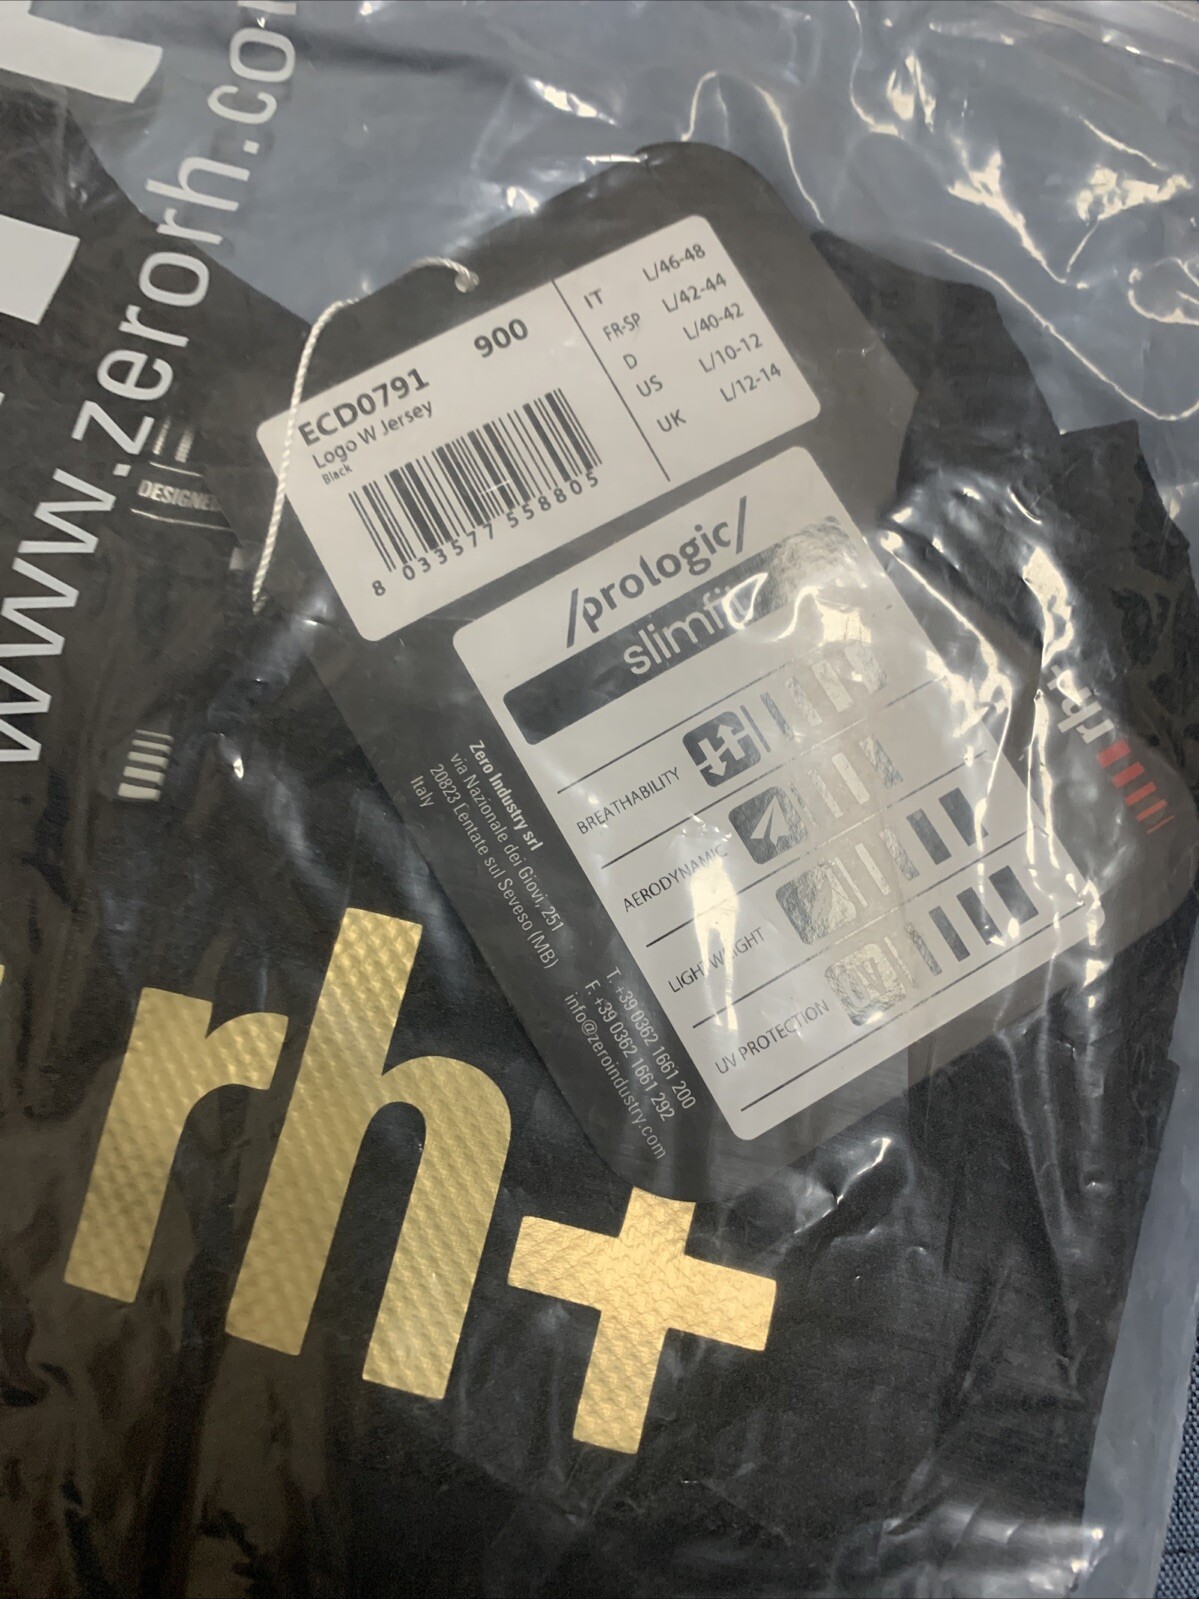 www.zerorh.co
ECD0791
900
Logo W Jersey
Black
8 033577 558805
IT L/46-48
FR-SP L/42-44
D L/40-42
US L/10-12
UK L/12-14
/prologic/
slimfit
BREATHABILITY
AERODYNAMIC
LIGHTWEIGHT
UV PROTECTION
Zero Industry srl
via Nazionale dei Giovi, 251
20823 Lentate sul Seveso (MB)
Italy
T. +39 0362 1661 200
F. +39 0362 1661 292
info@zeroindustry.com
rh+
DESIGNE
rh+